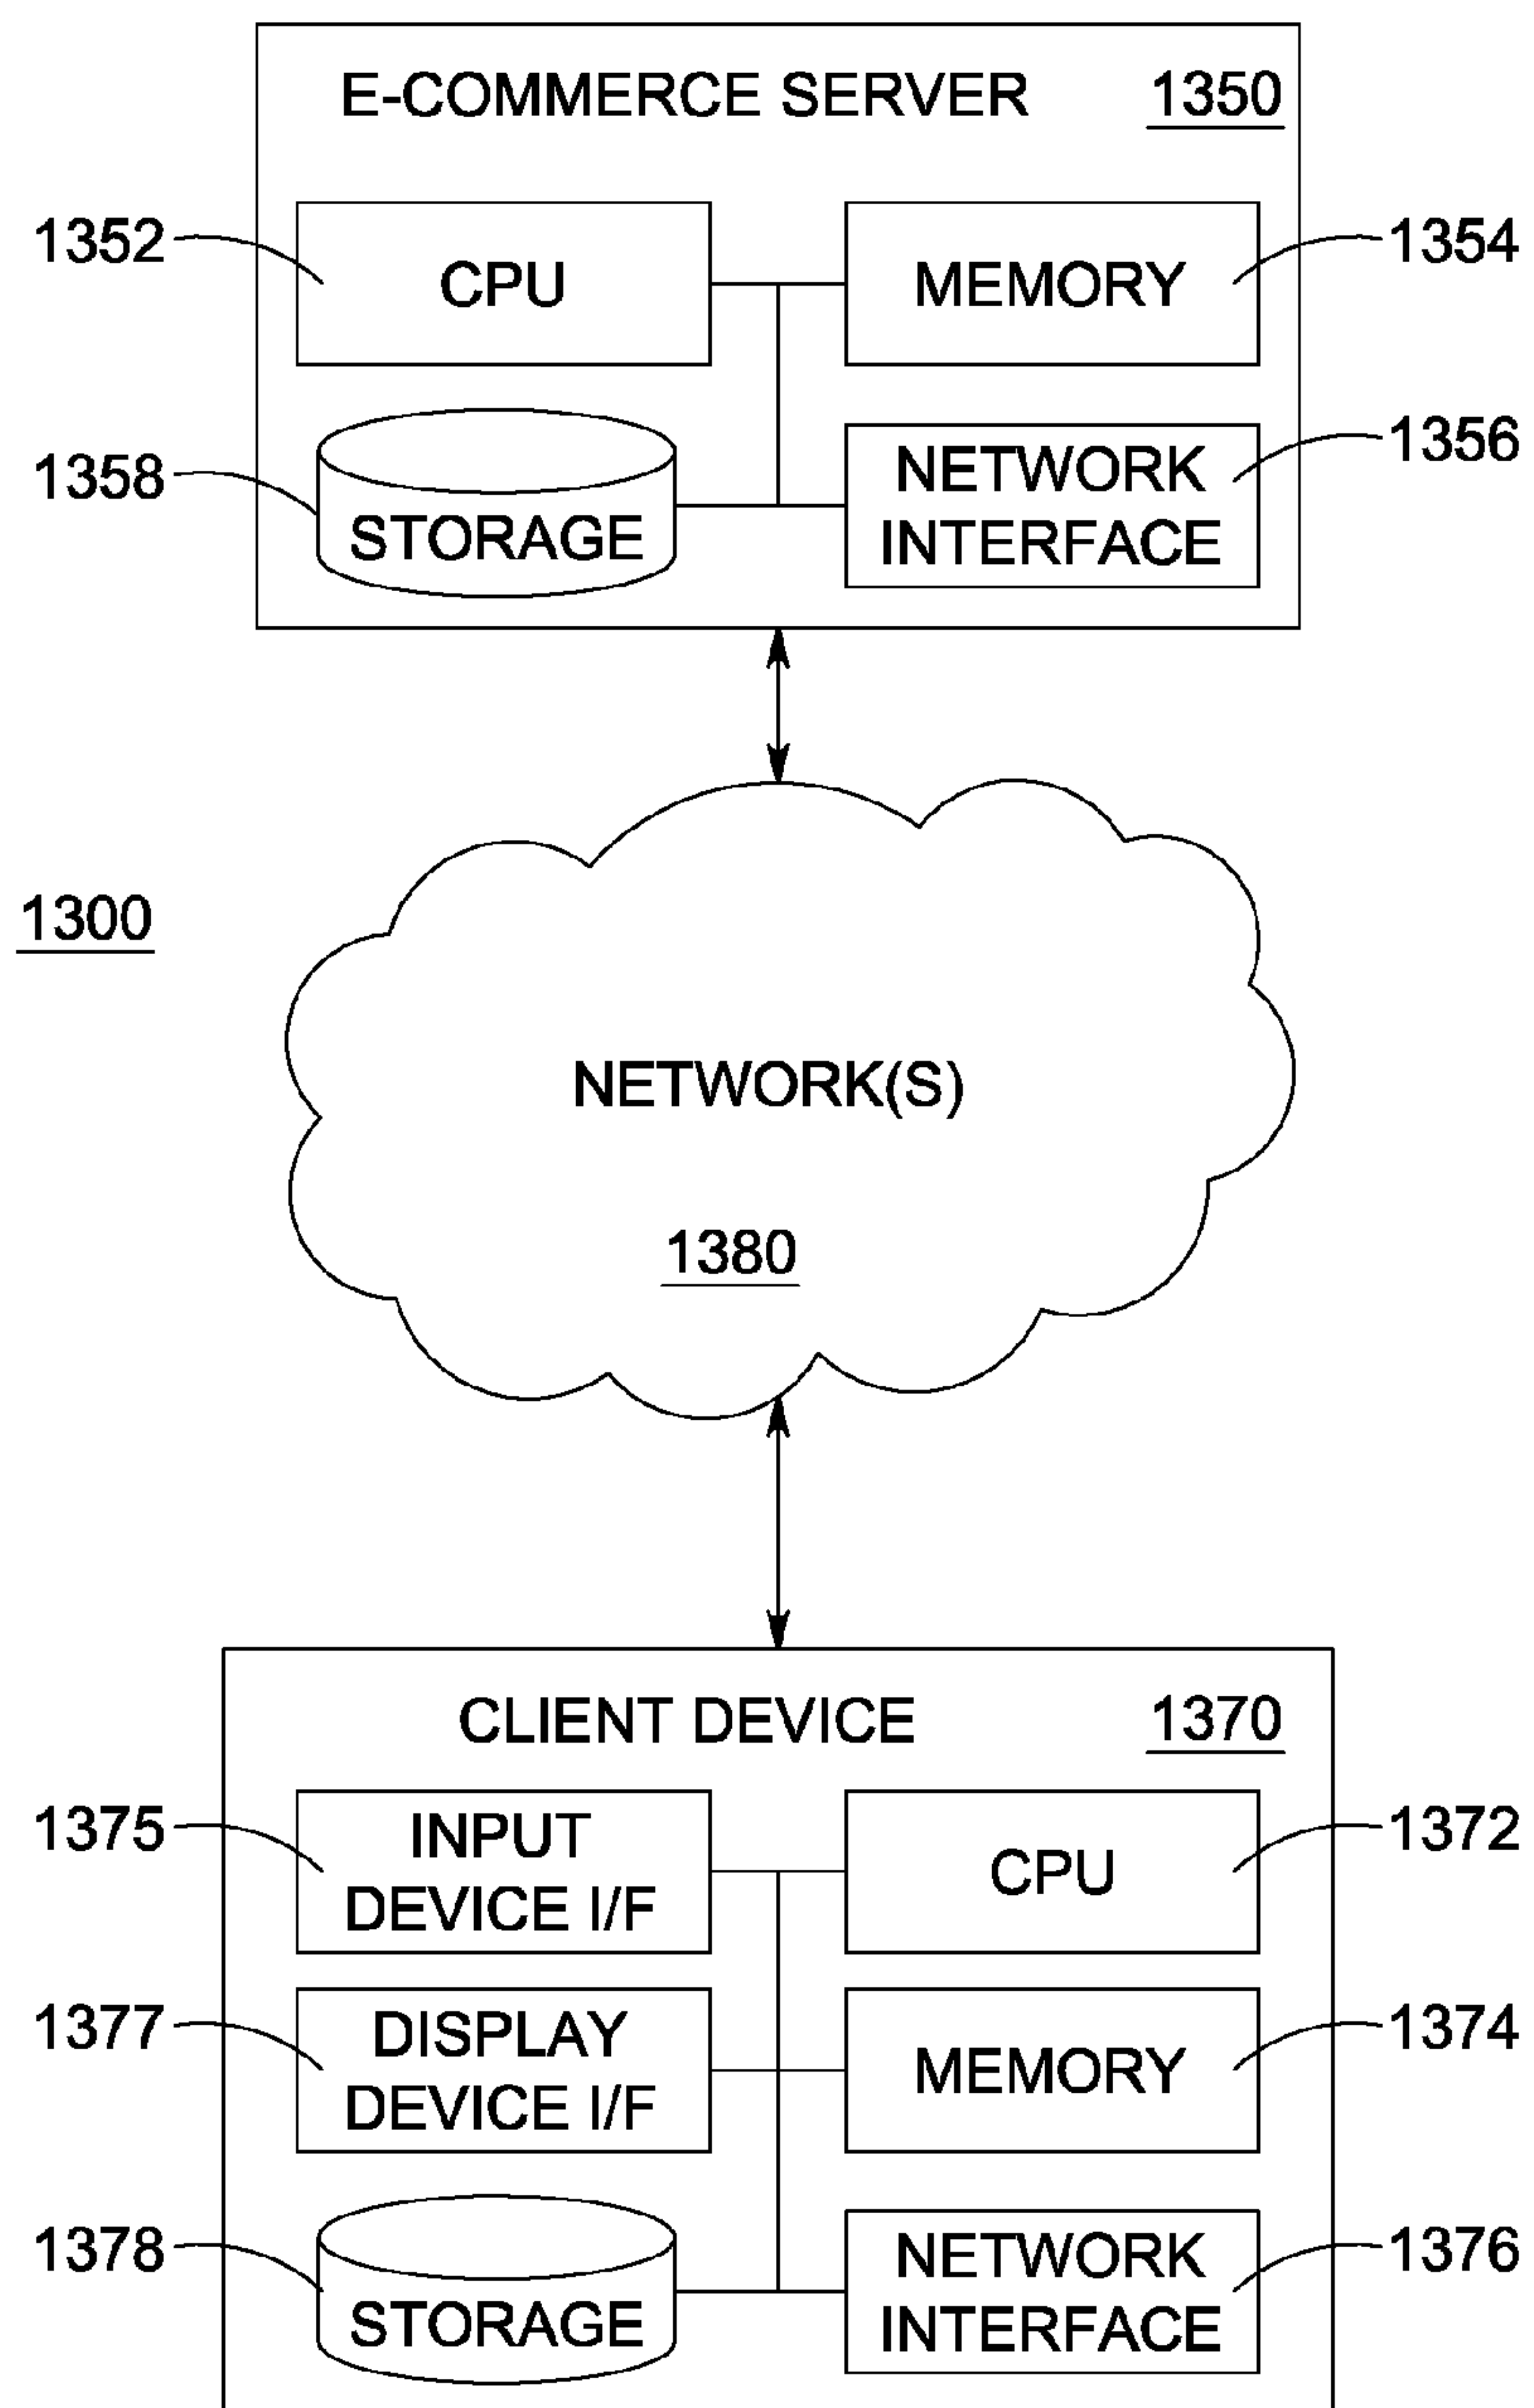 E-COMMERCE SERVER 1350
1352 CPU MEMORY 1354
1358 STORAGE NETWORK INTERFACE 1356
1300
NETWORK(S)
1380
CLIENT DEVICE 1370
1375 INPUT DEVICE I/F CPU 1372
1377 DISPLAY DEVICE I/F MEMORY 1374
1378 STORAGE NETWORK INTERFACE 1376